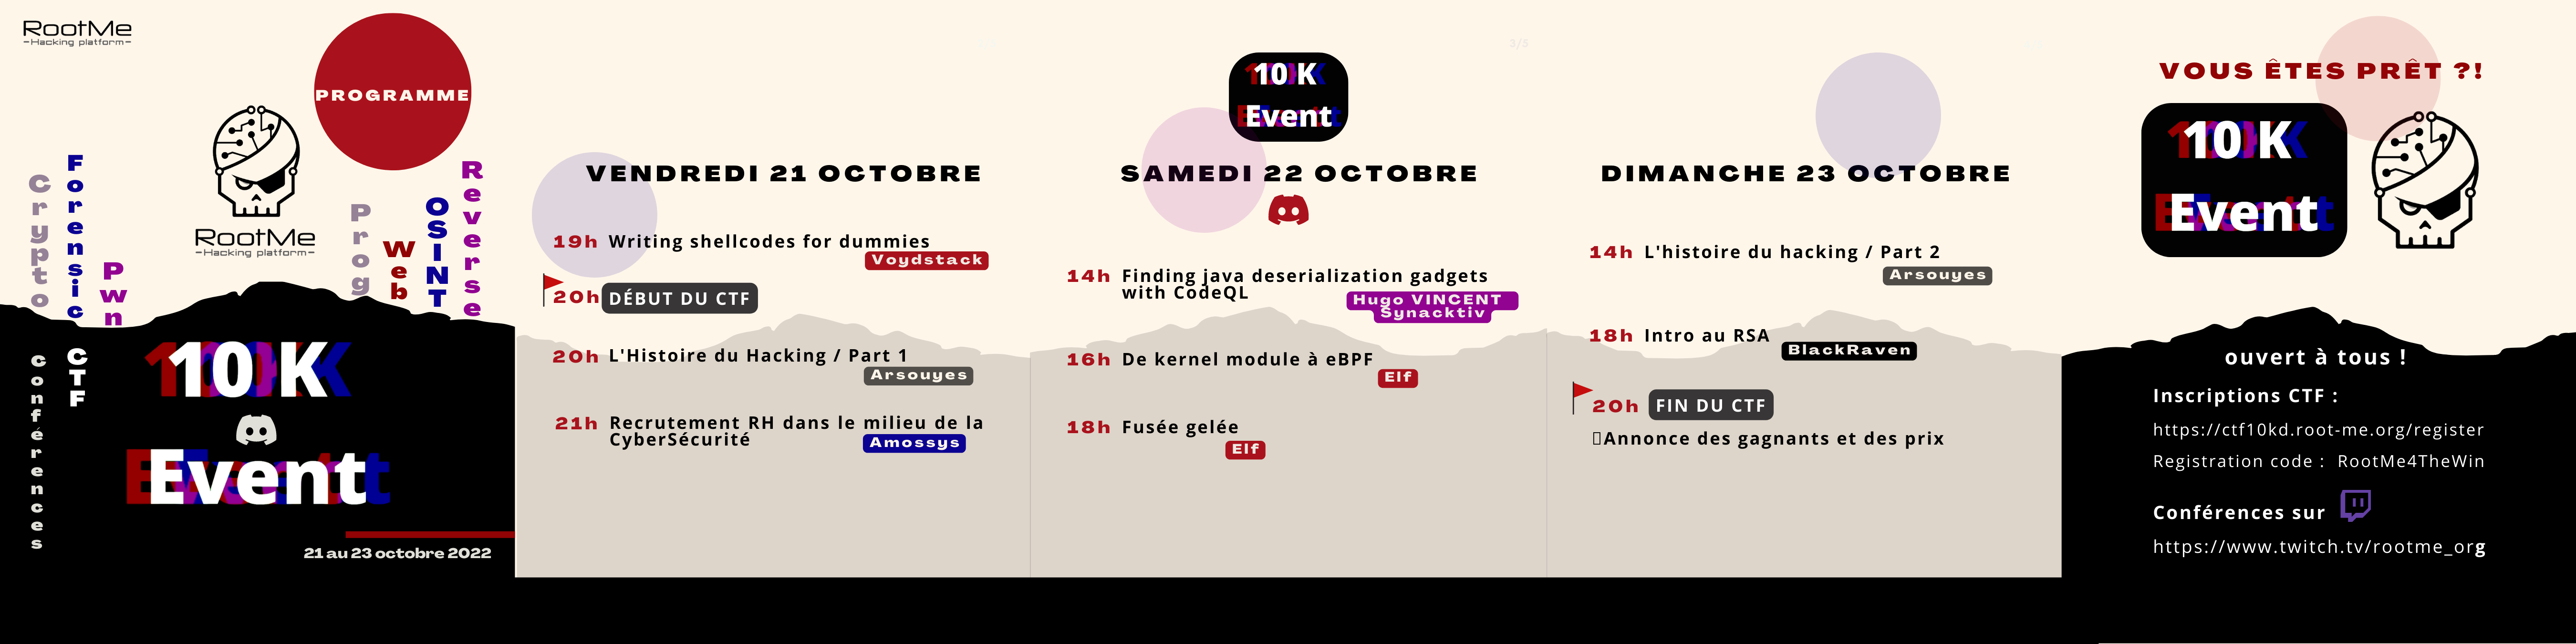 RootMe
-Hacking platform-
PROGRAMME
Crypto
Forensic
Pwn
RootMe
-Hacking platform-
Prog
Web
OSINT
Reverse
Conférences
CTF
10K
Event
21 au 23 octobre 2022
VENDREDI 21 OCTOBRE
19h Writing shellcodes for dummies
Voydstack
20h DÉBUT DU CTF
20h L'Histoire du Hacking / Part 1
Arsouyes
21h Recrutement RH dans le milieu de la
CyberSécurité
Amossys
3/5
10K
Event
SAMEDI 22 OCTOBRE
14h Finding java deserialization gadgets
with CodeQL
Hugo VINCENT
Synacktiv
16h De kernel module à eBPF
Elf
18h Fusée gelée
Elf
DIMANCHE 23 OCTOBRE
14h L'histoire du hacking / Part 2
Arsouyes
18h Intro au RSA
BlackRaven
20h FIN DU CTF
Annonce des gagnants et des prix
VOUS ÊTES PRÊT ?!
10K
Event
ouvert à tous !
Inscriptions CTF :
https://ctf10kd.root-me.org/register
Registration code : RootMe4TheWin
Conférences sur
https://www.twitch.tv/rootme_org